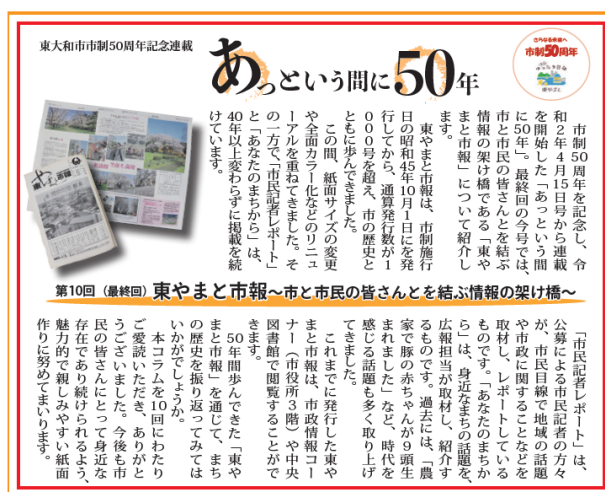 東大和市市制50周年記念連載
あっという間に50年
さらなる未来へ
市制50周年
市制50周年を記念し、令
和2年4月15日号から連載
を開始した「あっという間
に50年」。最終回の今号では、
市と市民の皆さんとを結ぶ
情報の架け橋である「東や
まと市報」について紹介し
ます。
東やまと市報は、市制施行
日の昭和45年10月1日にを発
行してから、通算発行数が1
000号を超え、市の歴史と
ともに歩んできました。
この間、紙面サイズの変更
や全面カラー化などのリニュ
ーアルを重ねてきました。そ
の一方で、「市民記者レポート」
と「あなたのまちから」は、
40年以上変わらずに掲載を続
けています。
第10回（最終回）東やまと市報～市と市民の皆さんとを結ぶ情報の架け橋～
「市民記者レポート」は、
公募による市民記者の方々
が、市民目線で地域の話題
や市政に関することなどを
取材し、レポートしている
ものです。「あなたのまちか
ら」は、身近なまちの話題を、
広報担当が取材し、紹介す
るものです。過去には、「農
家で豚の赤ちゃんが9頭生
まれました」など、時代を
感じる話題も多く取り上げ
てきました。
これまでに発行した東や
まと市報は、市政情報コー
ナー（市役所3階）や中央
図書館で閲覧することがで
きます。
50年間歩んできた「東や
まと市報」を通じて、まち
の歴史を振り返ってみては
いかがでしょうか。
本コラムを10回にわたり
ご愛読いただき、ありがと
うございました。今後も市
民の皆さんにとって身近な
存在であり続けられるよう、
魅力的で親しみやすい紙面
作りに努めてまいります。